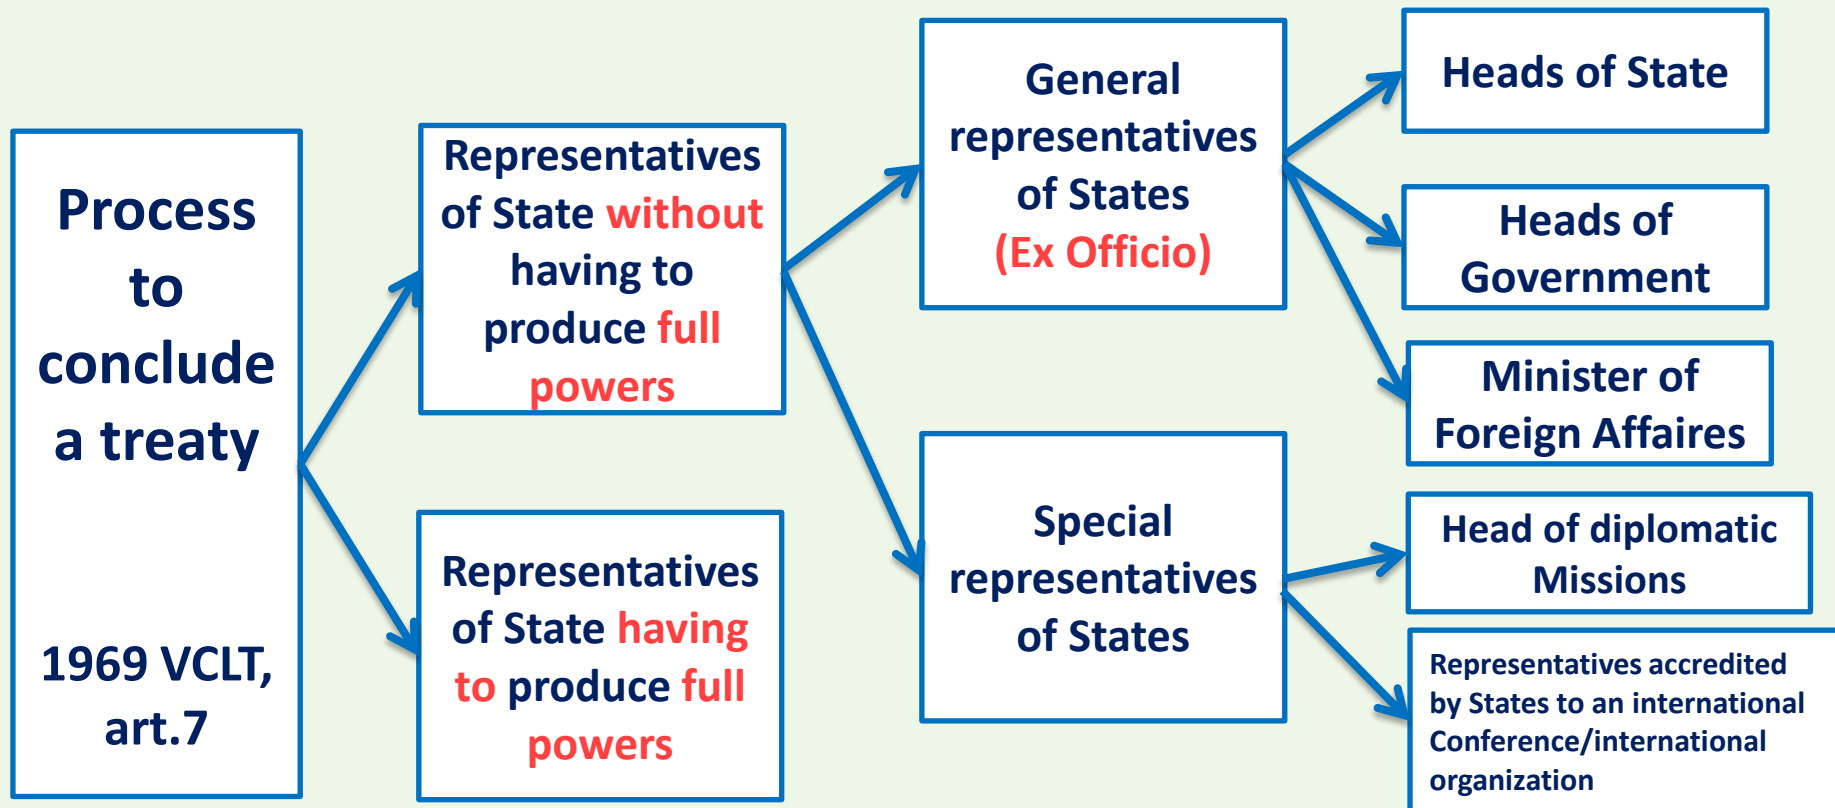 Process
to
conclude
a treaty
1969 VCLT,
art.7
Representatives
of State without
having to
produce full
powers
Representatives
of State having
to produce full
powers
General
representatives
of States
(Ex Officio)
Special
representatives
of States
Heads of State
Heads of
Government
Minister of
Foreign Affaires
Head of diplomatic
Missions
Representatives accredited
by States to an international
Conference/international
organization